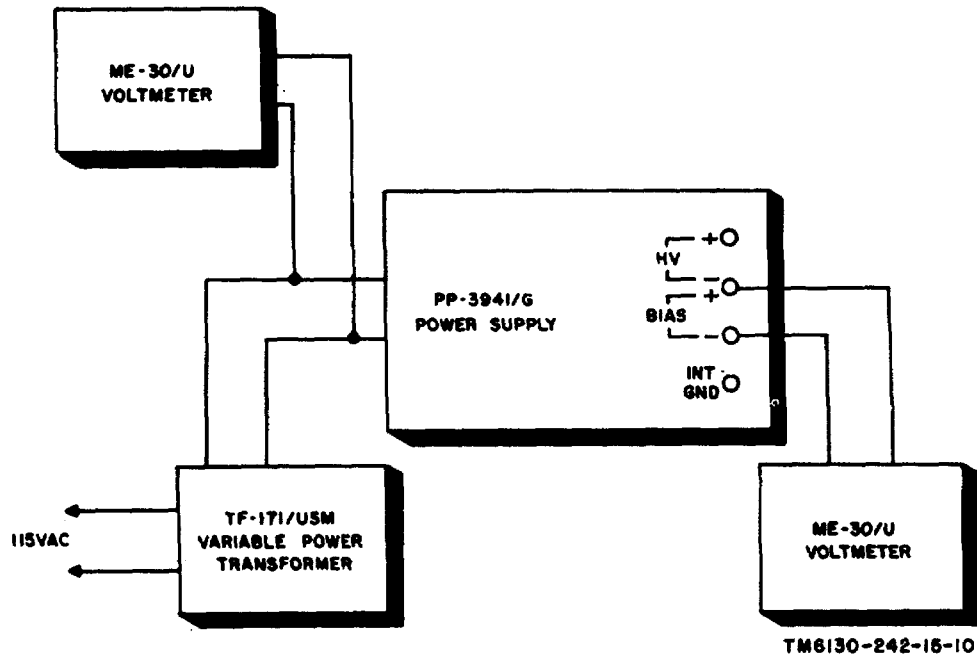 ME-30/U
VOLTMETER
PP-3941/G
POWER SUPPLY
HV
+
-
BIAS
+
-
INT
GND
115VAC
TF-171/USM
VARIABLE POWER
TRANSFORMER
ME-30/U
VOLTMETER
TM6130-242-15-10